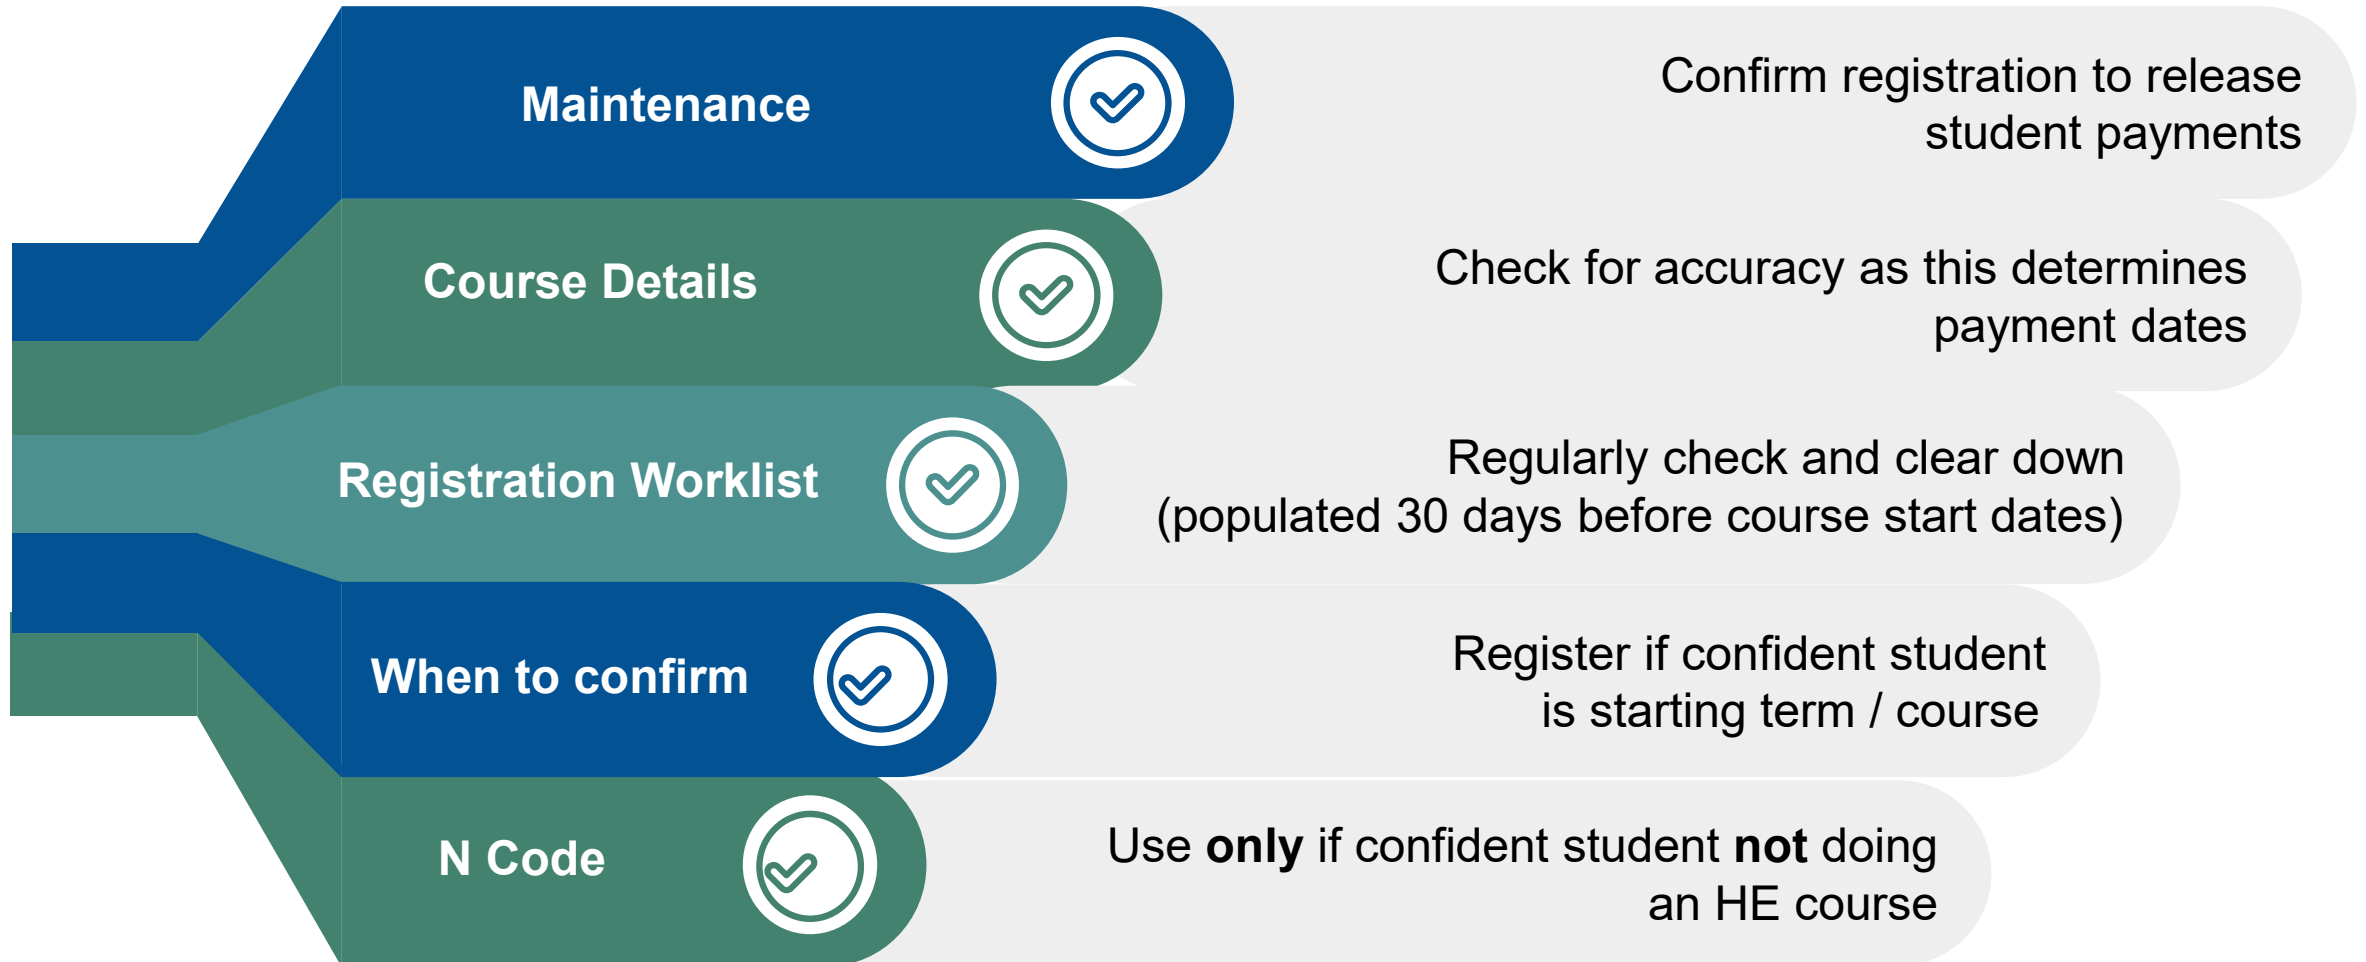 Maintenance
Confirm registration to release
student payments
Course Details
Check for accuracy as this determines
payment dates
Registration Worklist
Regularly check and clear down
(populated 30 days before course start dates)
When to confirm
Register if confident student
is starting term / course
N Code
Use only if confident student not doing
an HE course